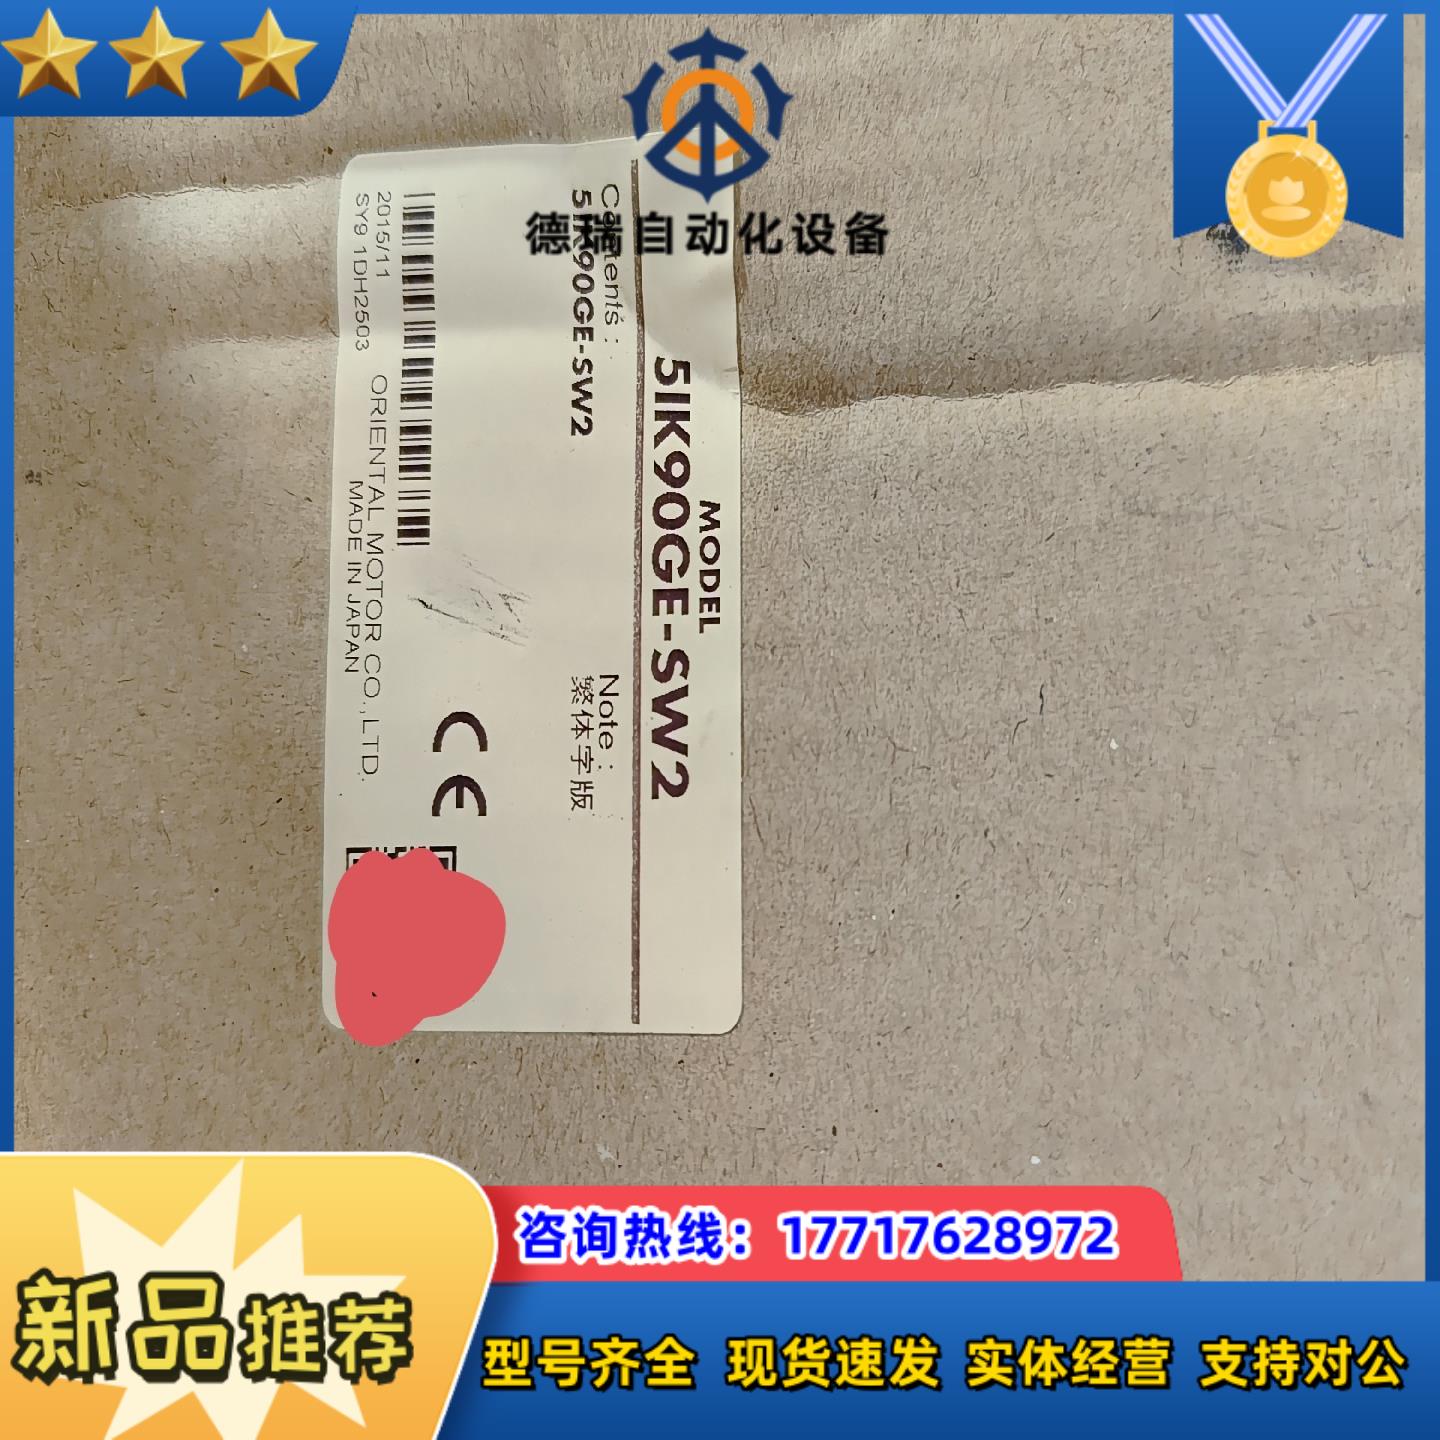 德瑞自动化设备
MODEL
5IK90GE-SW2
Contents :
5IK90GE-SW2
Note :
繁体字版
2015/11
SY9 1DH2503
ORIENTAL MOTOR CO.,LTD.
MADE IN JAPAN
CE
咨询热线：17717628972
新品推荐
型号齐全 现货速发 实体经营 支持对公